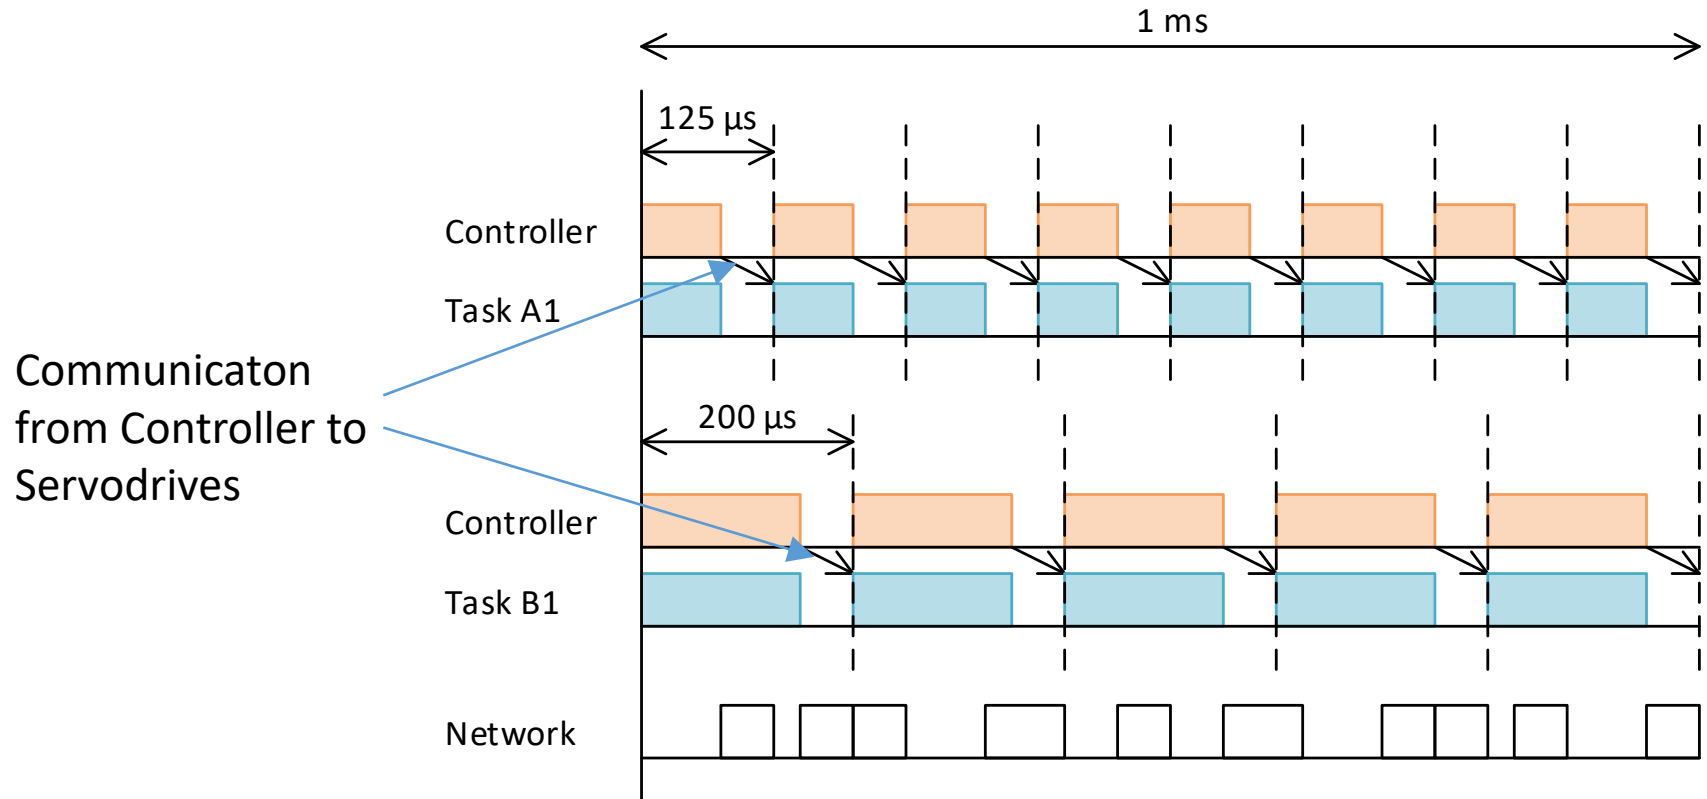 1 ms
125 µs
Controller
Task A1
Communicaton
from Controller to
Servodrives
200 µs
Controller
Task B1
Network